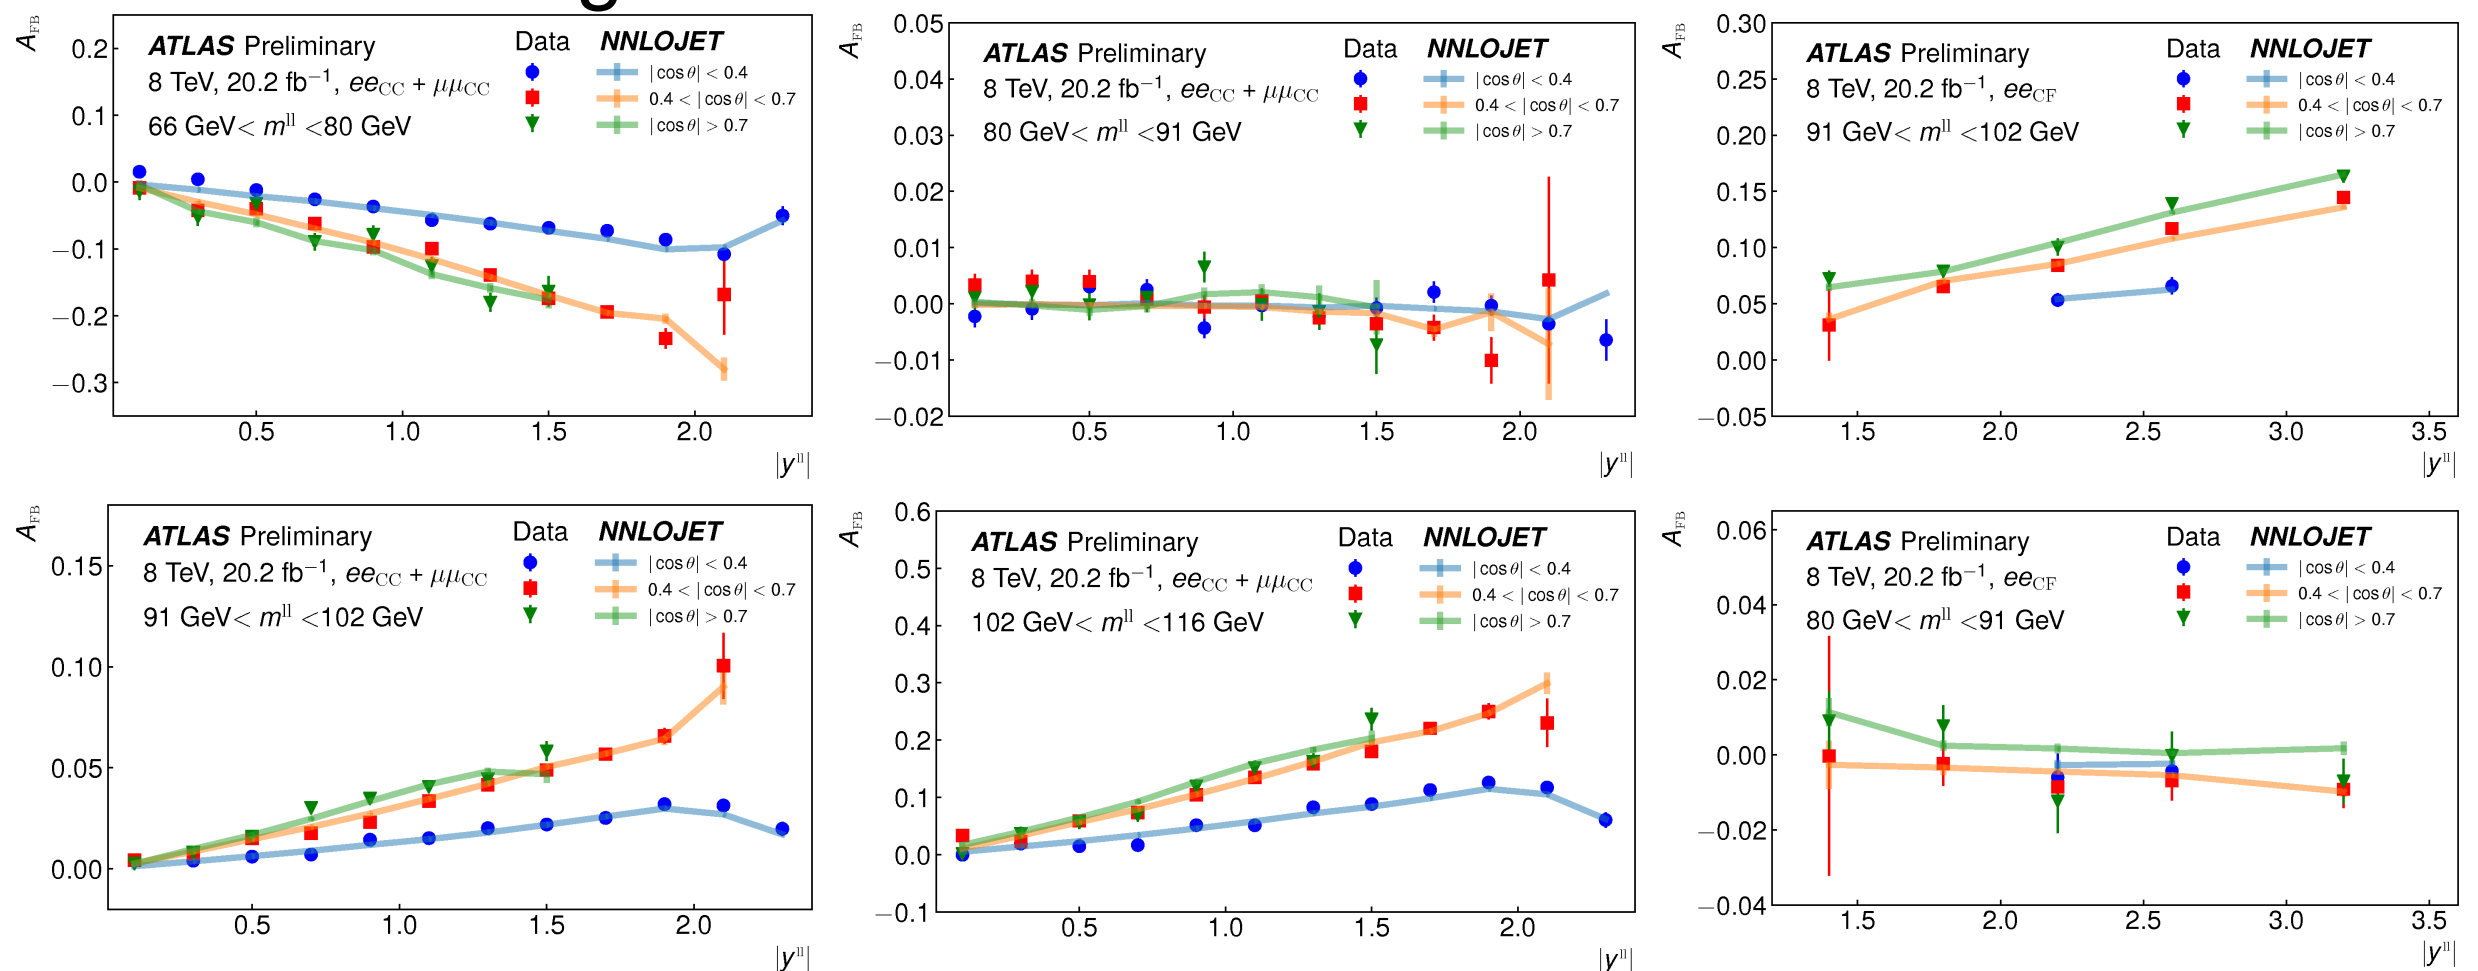 g
A_FB
0.2
0.1
0.0
−0.1
−0.2
−0.3
ATLAS Preliminary
8 TeV, 20.2 fb⁻¹, ee_CC + μμ_CC
66 GeV< m^ll <80 GeV
Data NNLOJET
|cos θ| < 0.4
0.4 < |cos θ| < 0.7
|cos θ| > 0.7
0.5 1.0 1.5 2.0
|y^ll|
A_FB
0.05
0.04
0.03
0.02
0.01
0.00
−0.01
−0.02
ATLAS Preliminary
8 TeV, 20.2 fb⁻¹, ee_CC + μμ_CC
80 GeV< m^ll <91 GeV
Data NNLOJET
|cos θ| < 0.4
0.4 < |cos θ| < 0.7
|cos θ| > 0.7
0.5 1.0 1.5 2.0
|y^ll|
A_FB
0.30
0.25
0.20
0.15
0.10
0.05
0.00
−0.05
ATLAS Preliminary
8 TeV, 20.2 fb⁻¹, ee_CF
91 GeV< m^ll <102 GeV
Data NNLOJET
|cos θ| < 0.4
0.4 < |cos θ| < 0.7
|cos θ| > 0.7
1.5 2.0 2.5 3.0 3.5
|y^ll|
A_FB
0.15
0.10
0.05
0.00
ATLAS Preliminary
8 TeV, 20.2 fb⁻¹, ee_CC + μμ_CC
91 GeV< m^ll <102 GeV
Data NNLOJET
|cos θ| < 0.4
0.4 < |cos θ| < 0.7
|cos θ| > 0.7
0.5 1.0 1.5 2.0
|y^ll|
A_FB
0.6
0.5
0.4
0.3
0.2
0.1
0.0
−0.1
ATLAS Preliminary
8 TeV, 20.2 fb⁻¹, ee_CC + μμ_CC
102 GeV< m^ll <116 GeV
Data NNLOJET
|cos θ| < 0.4
0.4 < |cos θ| < 0.7
|cos θ| > 0.7
0.5 1.0 1.5 2.0
|y^ll|
A_FB
0.06
0.04
0.02
0.00
−0.02
−0.04
ATLAS Preliminary
8 TeV, 20.2 fb⁻¹, ee_CF
80 GeV< m^ll <91 GeV
Data NNLOJET
|cos θ| < 0.4
0.4 < |cos θ| < 0.7
|cos θ| > 0.7
1.5 2.0 2.5 3.0 3.5
|y^ll|